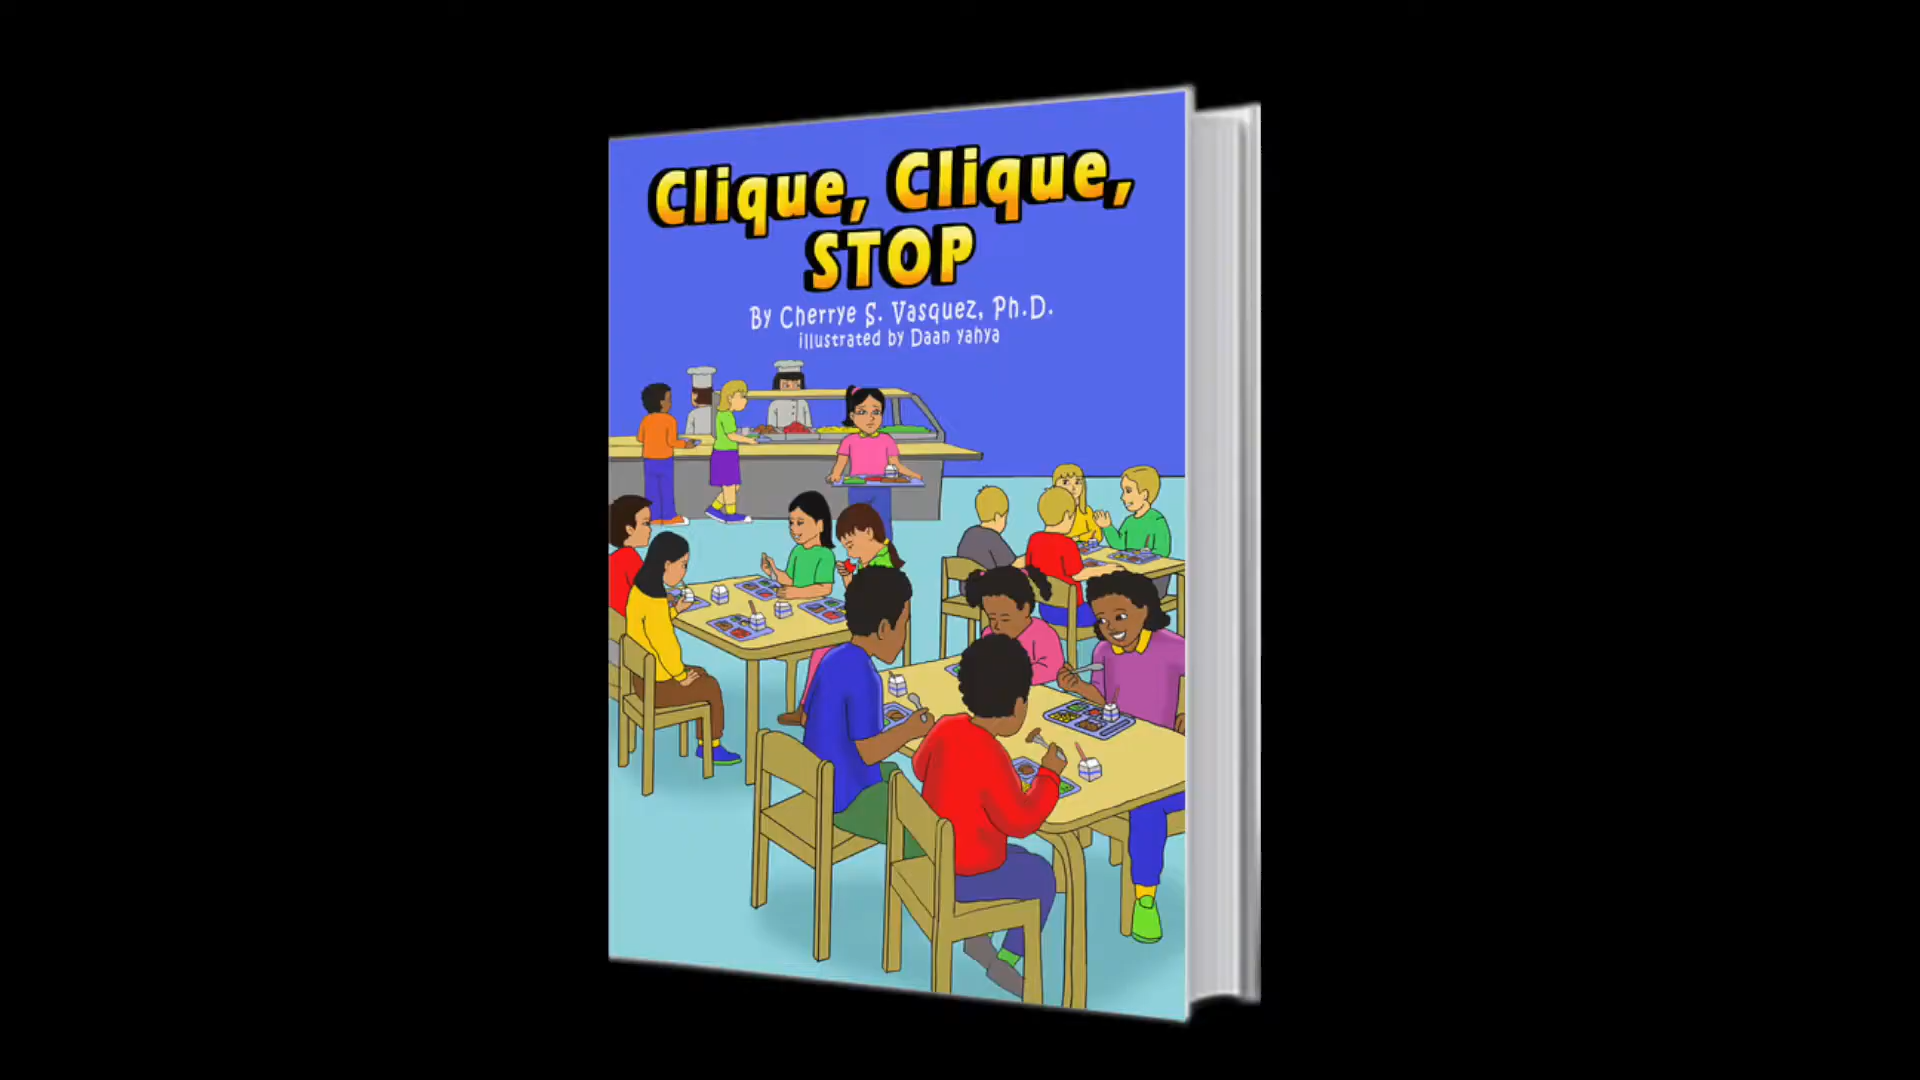 Clique, Clique,
STOP
By Cherrye S. Vasquez, Ph.D.
illustrated by Daan yahya